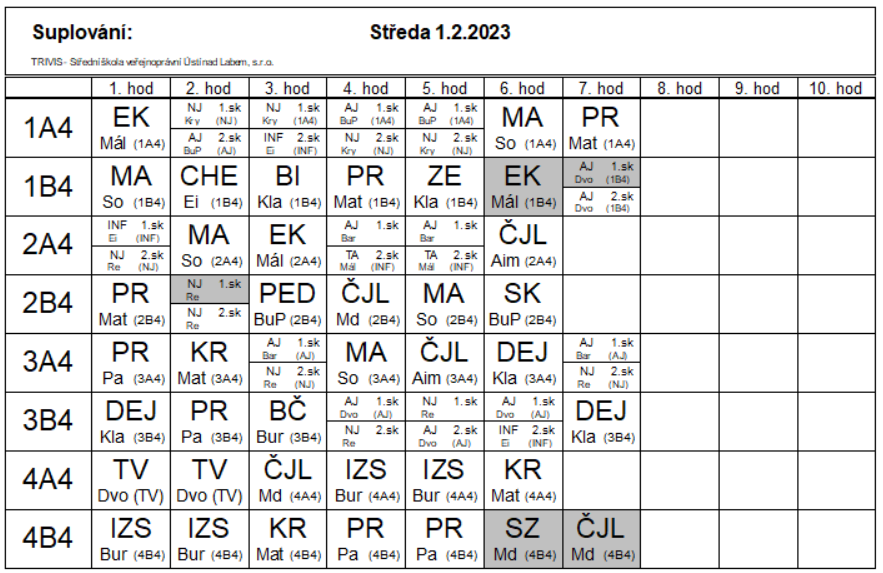 Suplování: Středa 1.2.2023
TRIVIS - Střední škola veřejnoprávní Ústí nad Labem, s.r.o.
1. hod 2. hod 3. hod 4. hod 5. hod 6. hod 7. hod 8. hod 9. hod 10. hod
1A4
EK
Mál (1A4)
NJ 1.sk
Kry (NJ)
AJ 2.sk
BuP (AJ)
NJ 1.sk
Kry (1A4)
INF 2.sk
Ei (INF)
AJ 1.sk
BuP (1A4)
NJ 2.sk
Kry (NJ)
AJ 1.sk
BuP (1A4)
NJ 2.sk
Kry (NJ)
MA
So (1A4)
PR
Mat (1A4)
1B4
MA
So (1B4)
CHE
Ei (1B4)
BI
Kla (1B4)
PR
Mat (1B4)
ZE
Kla (1B4)
EK
Mál (1B4)
AJ 1.sk
Dvo (1B4)
AJ 2.sk
Dvo (1B4)
2A4
INF 1.sk
Ei (INF)
NJ 2.sk
Re (NJ)
MA
So (2A4)
EK
Mál (2A4)
AJ 1.sk
Bar
TA 2.sk
Mál (INF)
AJ 1.sk
Bar
TA 2.sk
Mál (INF)
ČJL
Aim (2A4)
2B4
PR
Mat (2B4)
NJ 1.sk
Re
NJ 2.sk
Re
PED
BuP (2B4)
ČJL
Md (2B4)
MA
So (2B4)
SK
BuP (2B4)
3A4
PR
Pa (3A4)
KR
Mat (3A4)
AJ 1.sk
Bar (AJ)
NJ 2.sk
Re (NJ)
MA
So (3A4)
ČJL
Aim (3A4)
DEJ
Kla (3A4)
AJ 1.sk
Bar (AJ)
NJ 2.sk
Re (NJ)
3B4
DEJ
Kla (3B4)
PR
Pa (3B4)
BČ
Bur (3B4)
AJ 1.sk
Dvo (AJ)
NJ 2.sk
Re
NJ 1.sk
Re
AJ 2.sk
Dvo (AJ)
AJ 1.sk
Dvo (AJ)
INF 2.sk
Ei (INF)
DEJ
Kla (3B4)
4A4
TV
Dvo (TV)
TV
Dvo (TV)
ČJL
Md (4A4)
IZS
Bur (4A4)
IZS
Bur (4A4)
KR
Mat (4A4)
4B4
IZS
Bur (4B4)
IZS
Bur (4B4)
KR
Mat (4B4)
PR
Pa (4B4)
PR
Pa (4B4)
SZ
Md (4B4)
ČJL
Md (4B4)